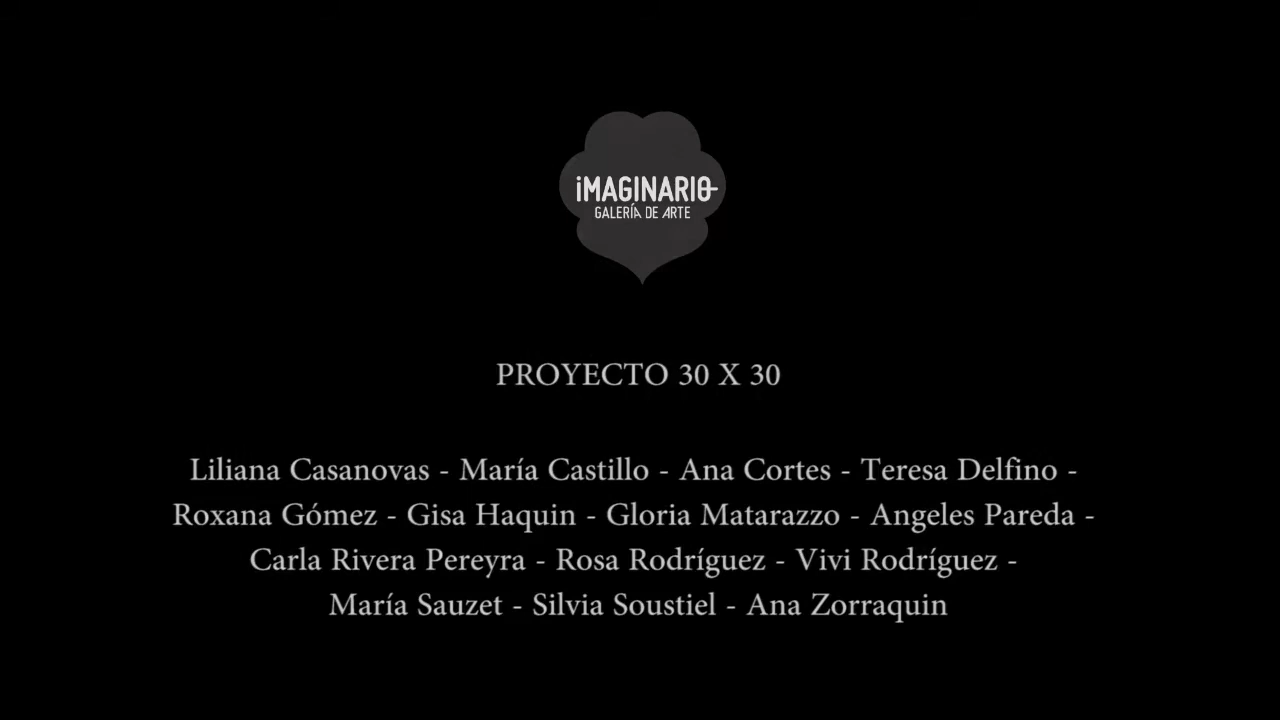 iMAGINARIO
GALERÍA DE ARTE
PROYECTO 30 X 30
Liliana Casanovas - María Castillo - Ana Cortes - Teresa Delfino -
Roxana Gómez - Gisa Haquin - Gloria Matarazzo - Angeles Pareda -
Carla Rivera Pereyra - Rosa Rodríguez - Vivi Rodríguez -
María Sauzet - Silvia Soustiel - Ana Zorraquin